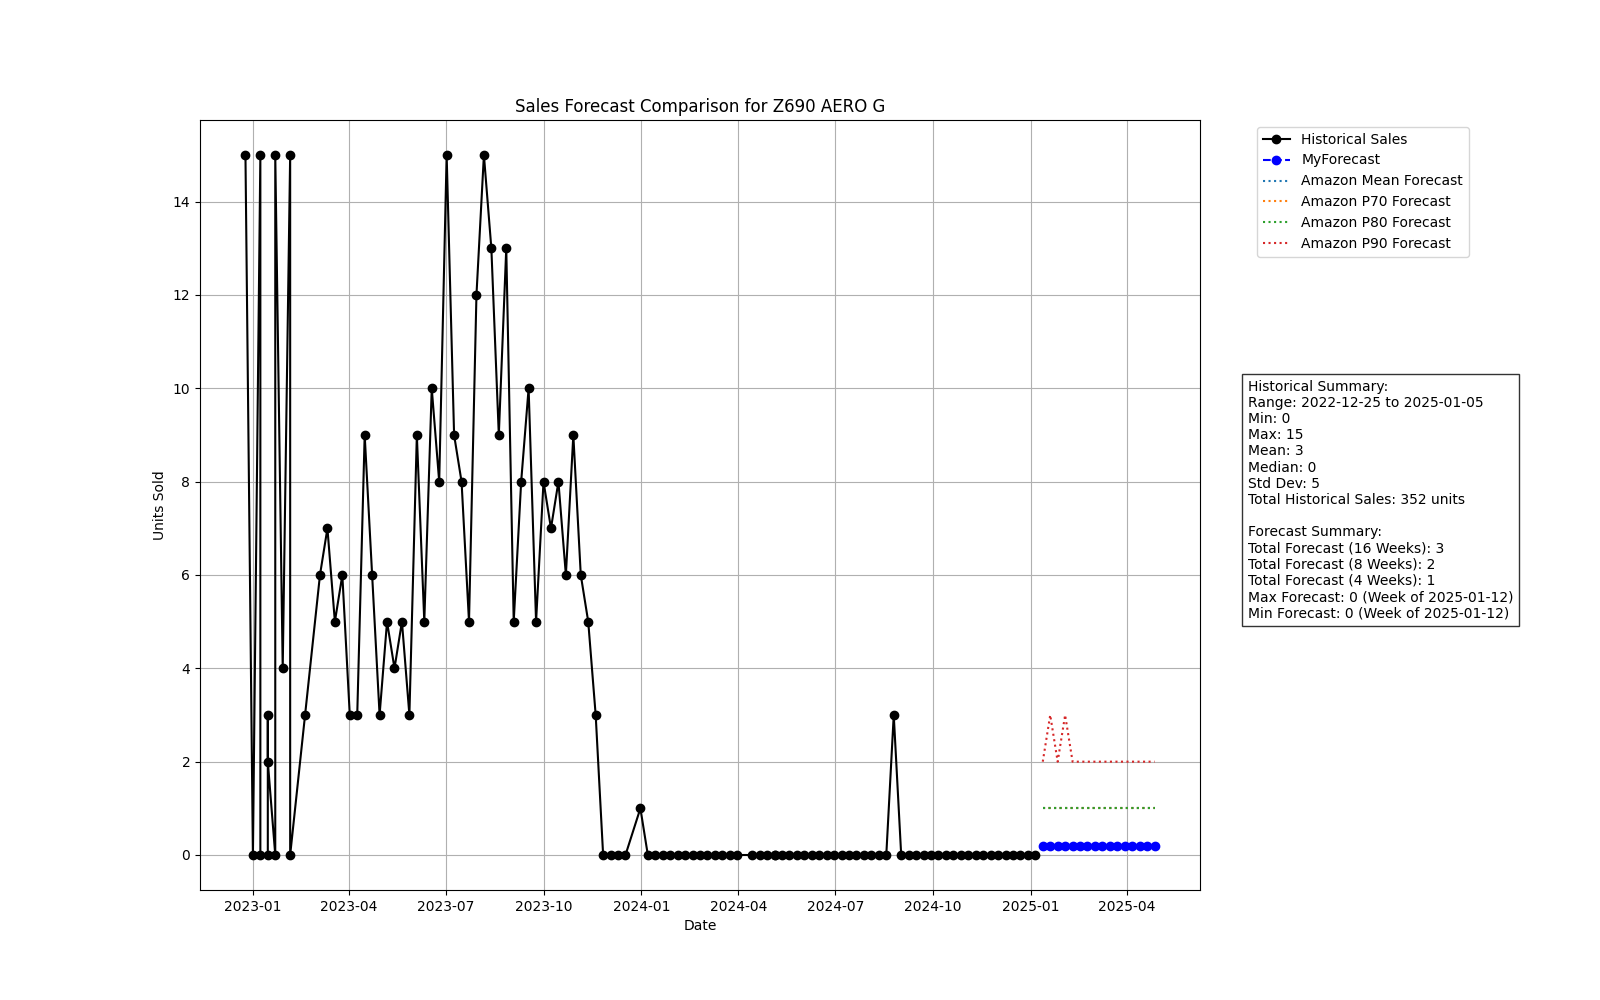 Sales Forecast Comparison for Z690 AERO G
Historical Sales
MyForecast
Amazon Mean Forecast
Amazon P70 Forecast
Amazon P80 Forecast
Amazon P90 Forecast
14
12
10
8
6
4
2
0
Units Sold
2023-01
2023-04
2023-07
2023-10
2024-01
2024-04
2024-07
2024-10
2025-01
2025-04
Date
Historical Summary:
Range: 2022-12-25 to 2025-01-05
Min: 0
Max: 15
Mean: 3
Median: 0
Std Dev: 5
Total Historical Sales: 352 units
Forecast Summary:
Total Forecast (16 Weeks): 3
Total Forecast (8 Weeks): 2
Total Forecast (4 Weeks): 1
Max Forecast: 0 (Week of 2025-01-12)
Min Forecast: 0 (Week of 2025-01-12)